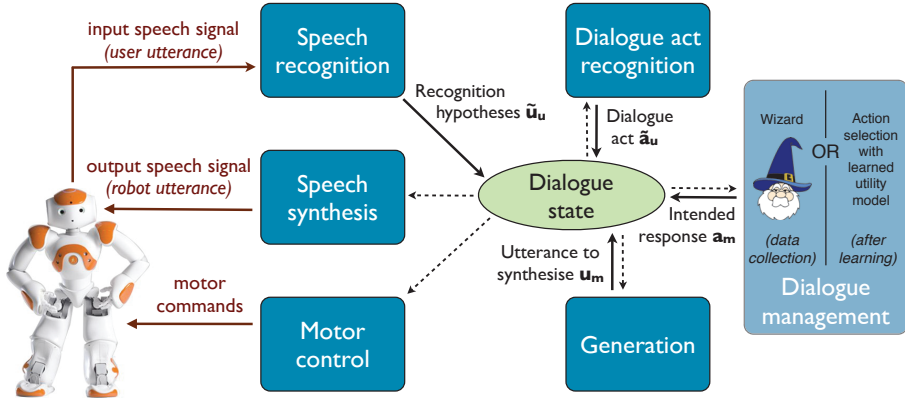 input speech signal
(user utterance)
Speech
recognition
Dialogue act
recognition
Recognition
hypotheses ũᵤ
Dialogue
act ãᵤ
output speech signal
(robot utterance)
Speech
synthesis
Dialogue
state
Wizard
OR
Action
selection
with
learned
utility
model
Intended
response aₘ
(data
collection)
(after
learning)
Dialogue
management
Utterance to
synthesise uₘ
motor
commands
Motor
control
Generation